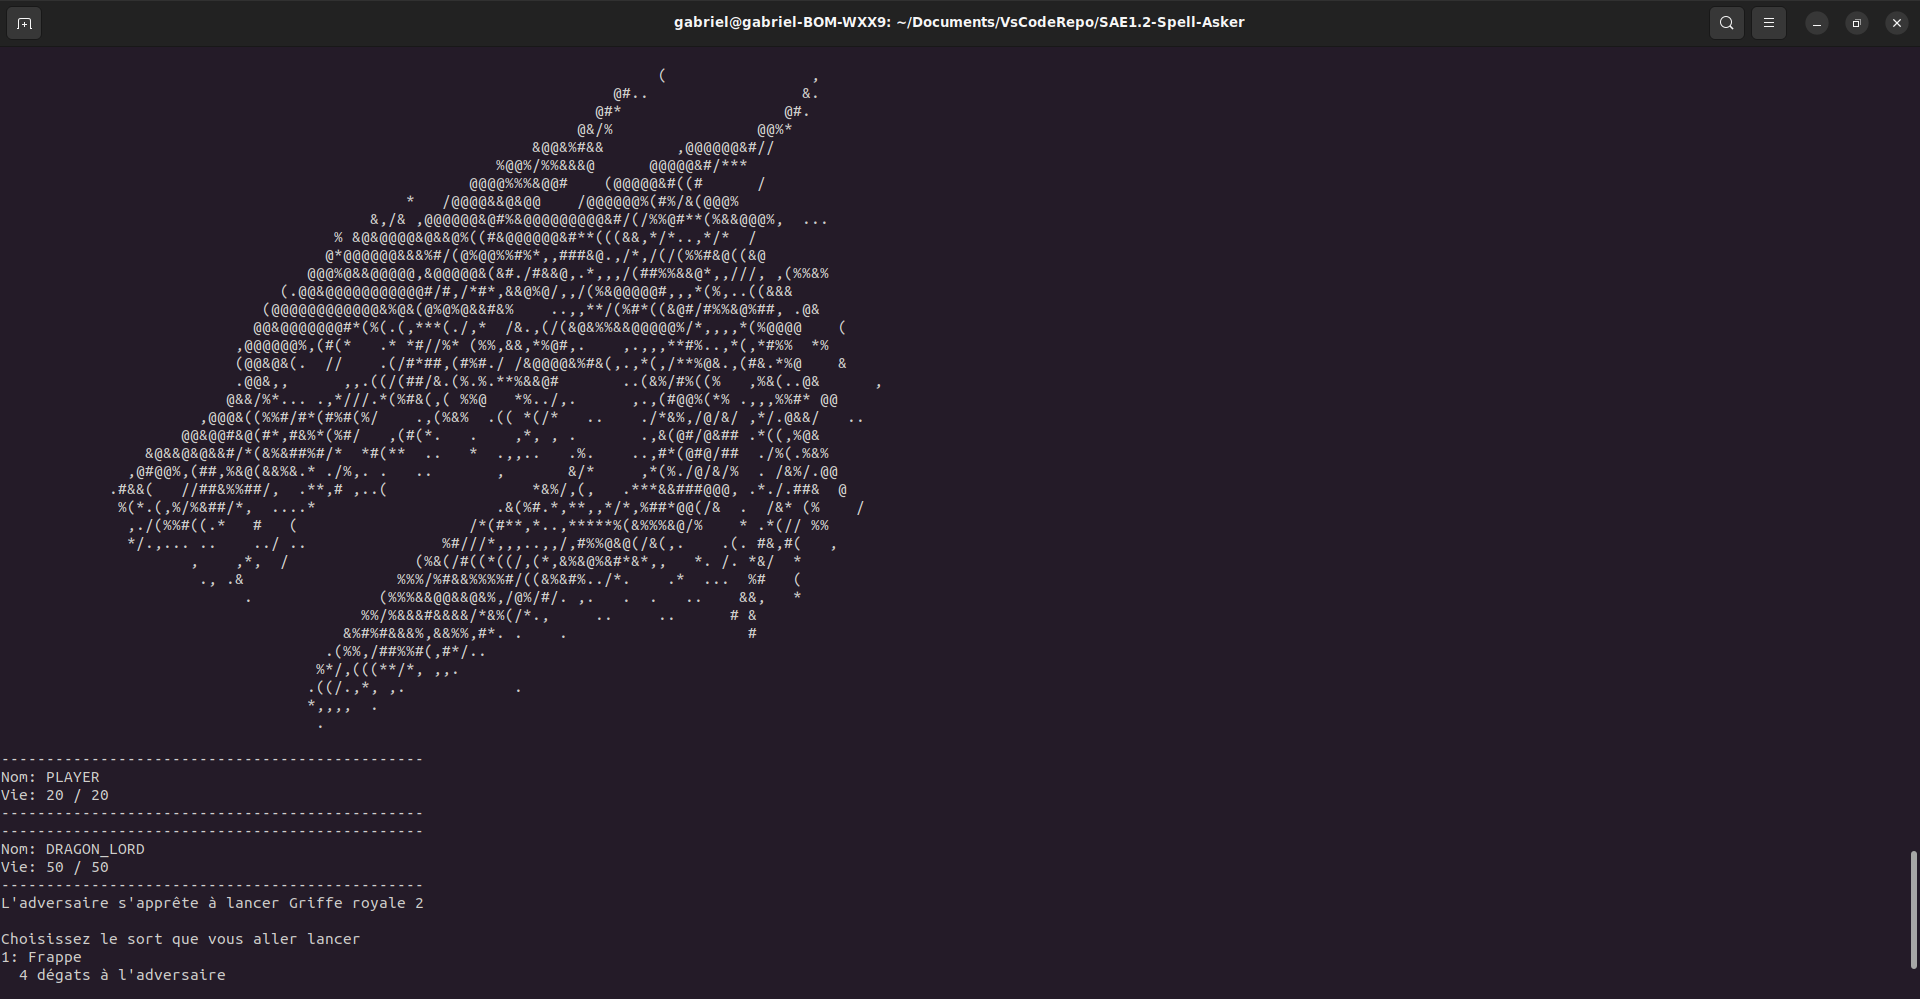 gabriel@gabriel-BOM-WXX9: ~/Documents/VsCodeRepo/SAE1.2-Spell-Asker
---------------------------------------------
Nom: PLAYER
Vie: 20 / 20
---------------------------------------------
---------------------------------------------
Nom: DRAGON_LORD
Vie: 50 / 50
---------------------------------------------
L'adversaire s'apprête à lancer Griffe royale 2
Choisissez le sort que vous aller lancer
1: Frappe
4 dégats à l'adversaire